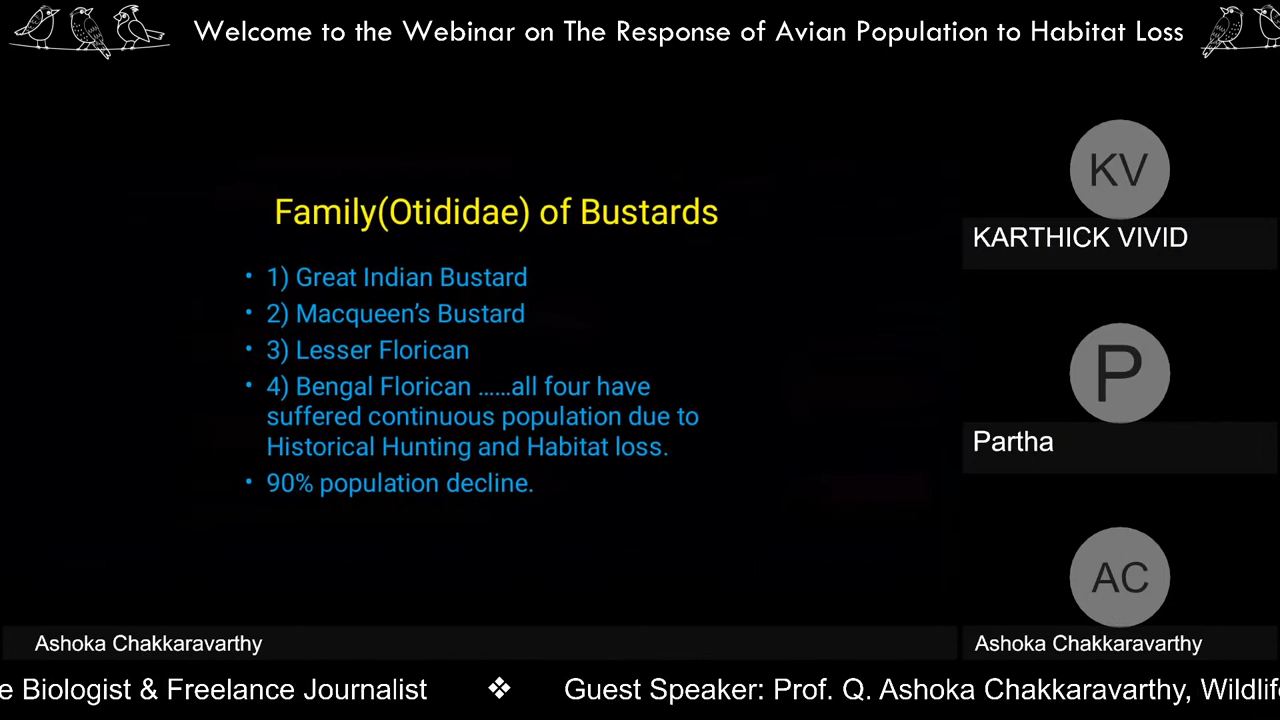 Welcome to the Webinar on The Response of Avian Population to Habitat Loss
Family(Otididae) of Bustards
• 1) Great Indian Bustard
• 2) Macqueen’s Bustard
• 3) Lesser Florican
• 4) Bengal Florican ……all four have
suffered continuous population due to
Historical Hunting and Habitat loss.
• 90% population decline.
KV
KARTHICK VIVID
P
Partha
AC
Ashoka Chakkaravarthy
Ashoka Chakkaravarthy
e Biologist & Freelance Journalist ❖ Guest Speaker: Prof. Q. Ashoka Chakkaravarthy, Wildlif